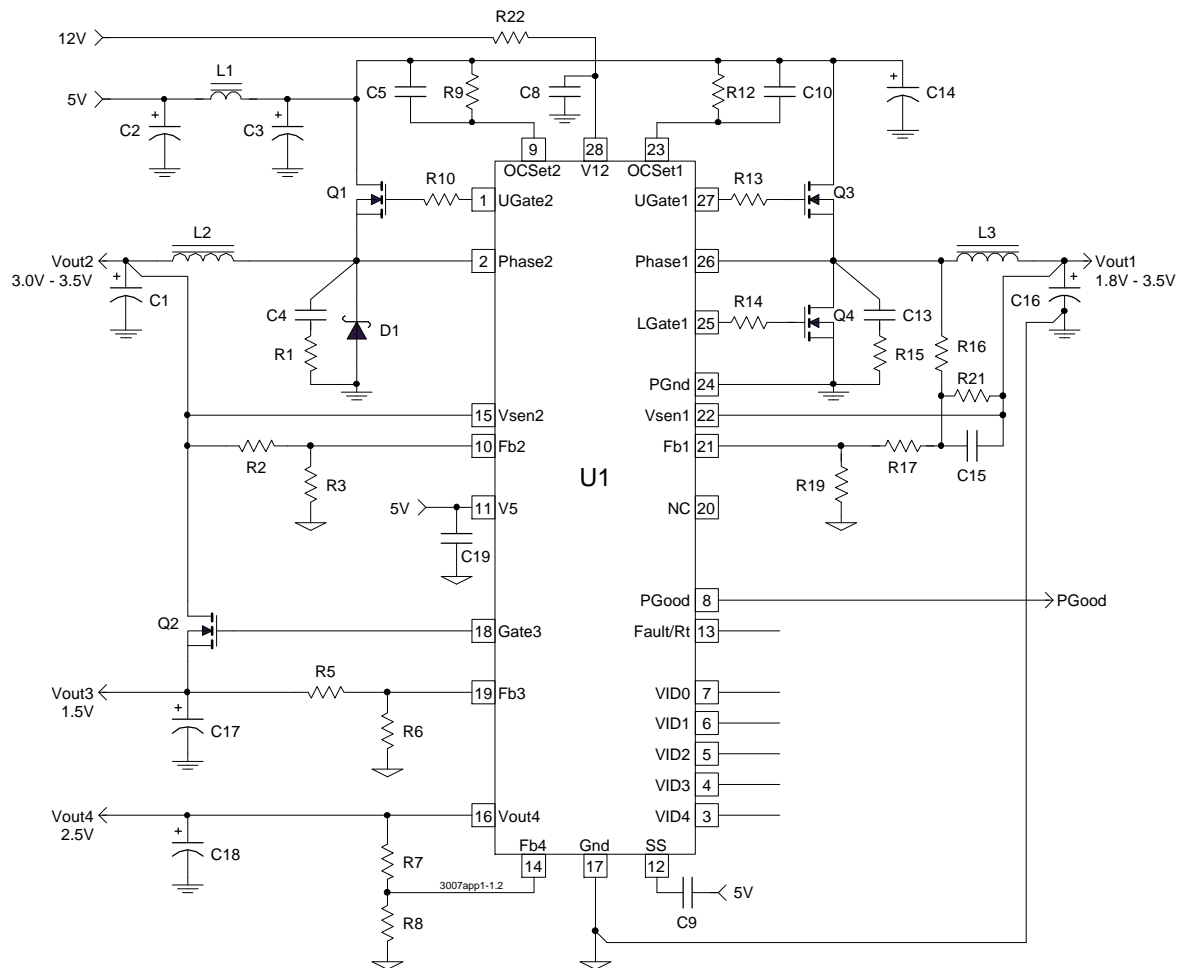 R22
12V
L1
5V
C2
C3
C5
R9
C8
R12
C10
C14
9
28
23
OCSet2
V12
OCSet1
Q1
R10
1
UGate2
UGate1
27
R13
Q3
L2
L3
Vout2
3.0V - 3.5V
2
Phase2
Phase1
26
Vout1
1.8V - 3.5V
C1
C4
R1
D1
LGate1
25
R14
Q4
C13
R15
R16
C16
PGnd
24
R21
15
Vsen2
Vsen1
22
10
Fb2
Fb1
21
R2
R3
R17
C15
R19
U1
5V
11
V5
C19
NC
20
PGood
8
PGood
Q2
18
Gate3
Fault/Rt
13
Vout3
1.5V
R5
19
Fb3
VID0
7
C17
R6
VID1
6
VID2
5
VID3
4
Vout4
2.5V
16
Vout4
VID4
3
C18
R7
Fb4
Gnd
SS
14
17
12
3007app1-1.2
R8
C9
5V